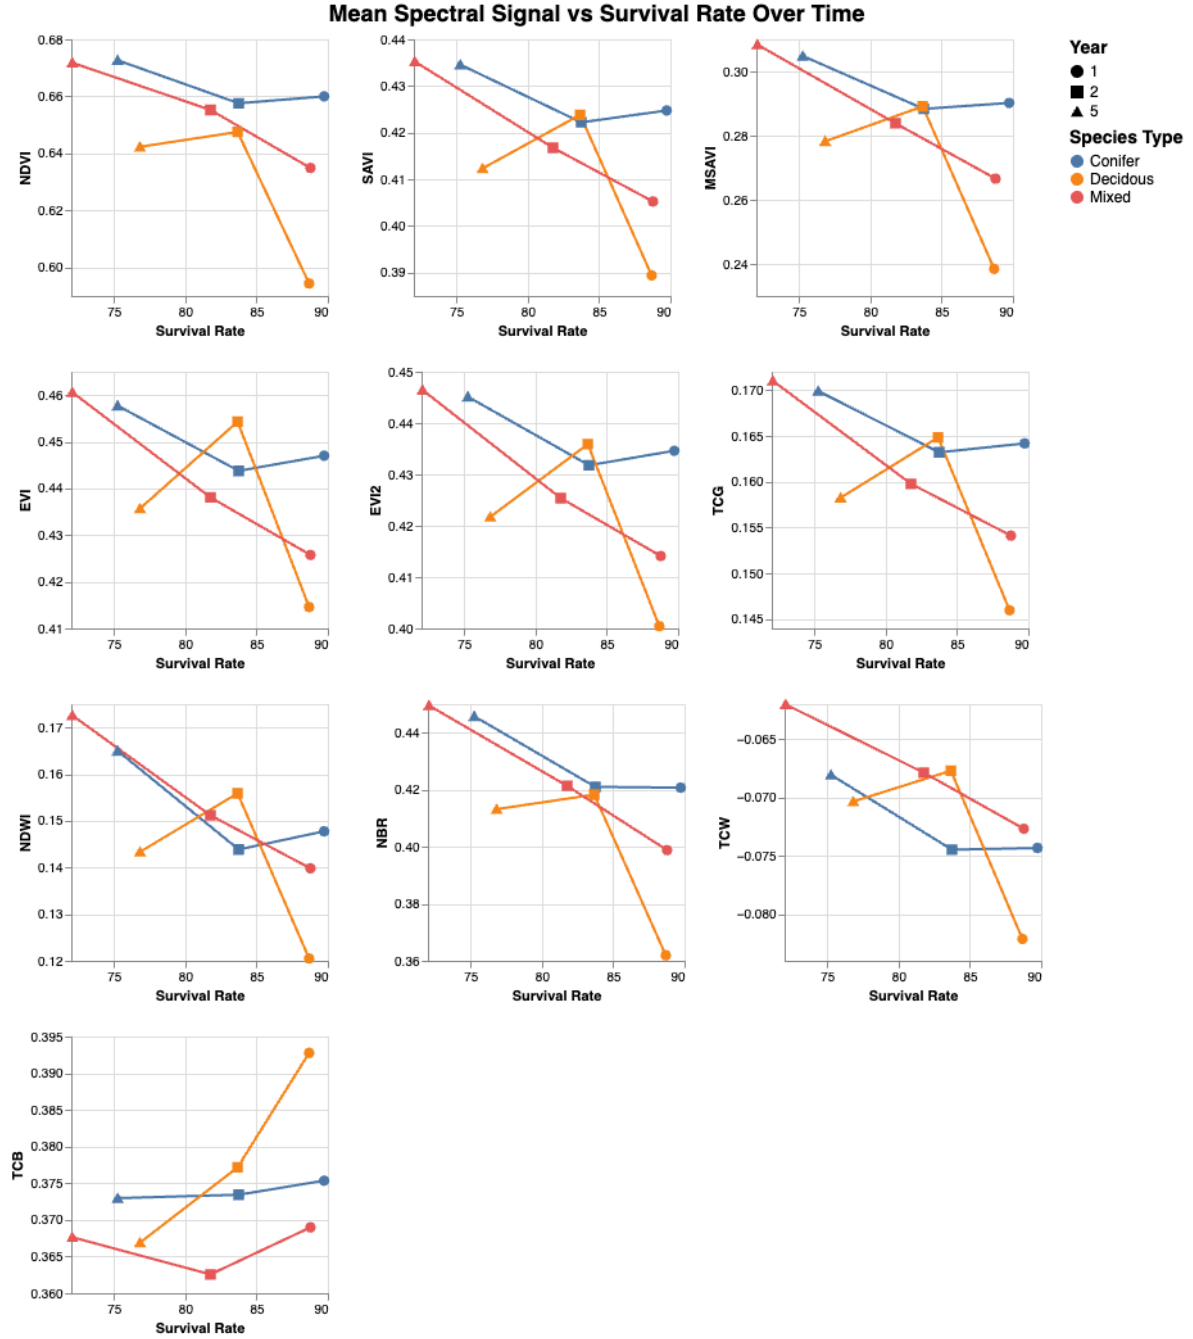 Mean Spectral Signal vs Survival Rate Over Time
0.68
0.66
0.64
0.62
0.60
NDVI
75 80 85 90
Survival Rate
0.44
0.43
0.42
0.41
0.40
0.39
SAVI
75 80 85 90
Survival Rate
0.30
0.28
0.26
0.24
MSAVI
75 80 85 90
Survival Rate
Year
1
2
5
Species Type
Conifer
Decidous
Mixed
0.46
0.45
0.44
0.43
0.42
0.41
EVI
75 80 85 90
Survival Rate
0.45
0.44
0.43
0.42
0.41
0.40
EVI2
75 80 85 90
Survival Rate
0.170
0.165
0.160
0.155
0.150
0.145
TCG
75 80 85 90
Survival Rate
0.17
0.16
0.15
0.14
0.13
0.12
NDWI
75 80 85 90
Survival Rate
0.44
0.42
0.40
0.38
0.36
NBR
75 80 85 90
Survival Rate
−0.065
−0.070
−0.075
−0.080
TCW
75 80 85 90
Survival Rate
0.395
0.390
0.385
0.380
0.375
0.370
0.365
0.360
TCB
75 80 85 90
Survival Rate